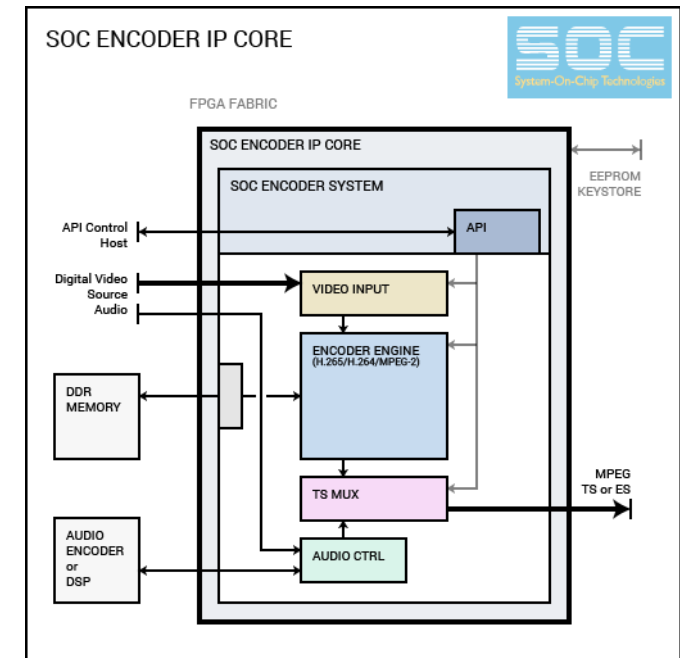 SOC ENCODER IP CORE
SOC
System-On-Chip Technologies
FPGA FABRIC
SOC ENCODER IP CORE
EEPROM
KEYSTORE
SOC ENCODER SYSTEM
API Control
Host
API
Digital Video
Source
Audio
VIDEO INPUT
ENCODER ENGINE
(H.265/H.264/MPEG-2)
DDR
MEMORY
MPEG
TS or ES
TS MUX
AUDIO
ENCODER
or
DSP
AUDIO CTRL